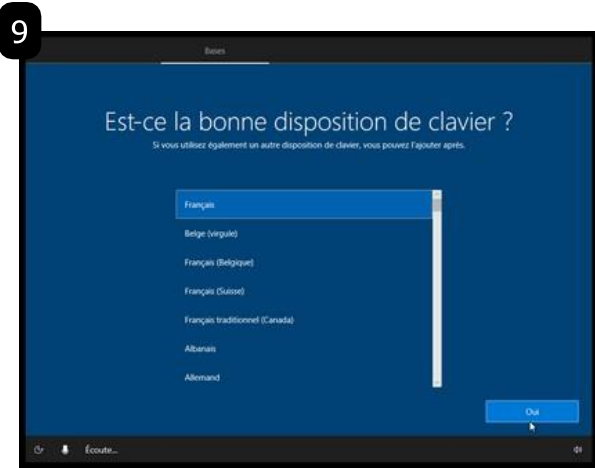 9
Bases
Est-ce la bonne disposition de clavier ?
Si vous utilisez également un autre disposition de clavier, vous pouvez l'ajouter après.
Français
Belge (virgule)
Français (Belgique)
Français (Suisse)
Français traditionnel (Canada)
Albanais
Allemand
Oui
Écoute...